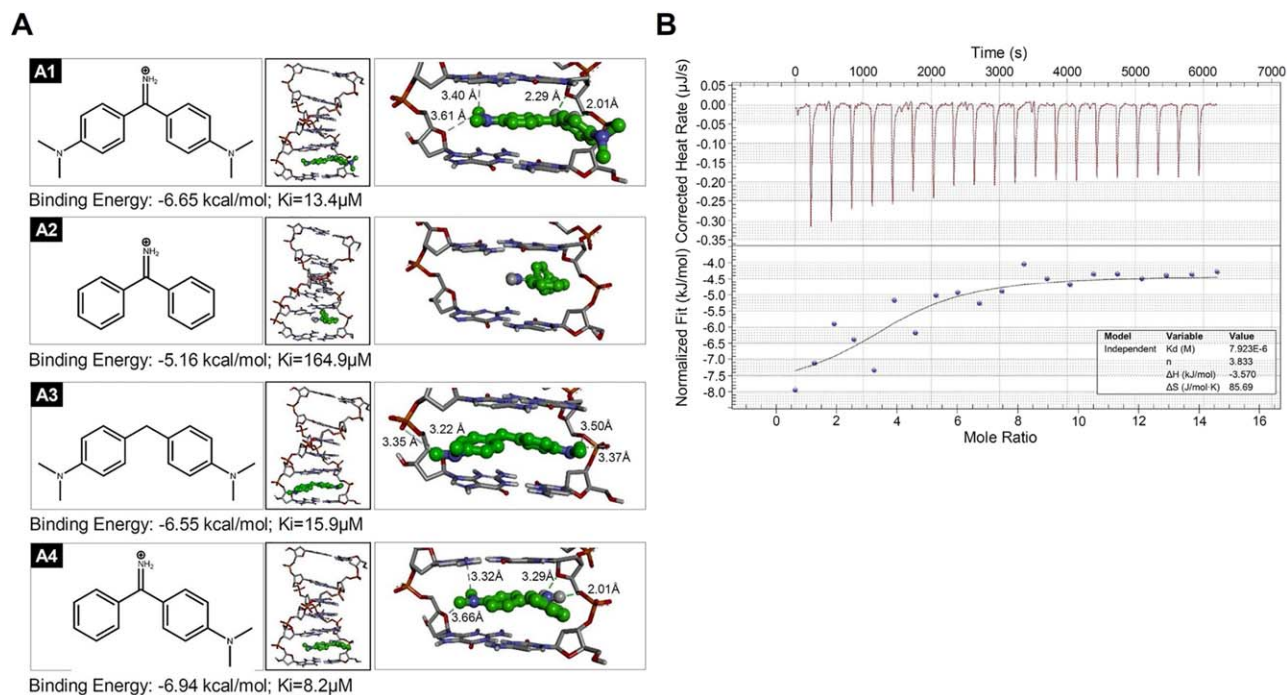 A
A1
⊕
NH₂
N
N
3.40 Å
2.29 Å
2.01Å
3.61 Å
Binding Energy: -6.65 kcal/mol; Ki=13.4µM
A2
⊕
NH₂
Binding Energy: -5.16 kcal/mol; Ki=164.9µM
A3
N
N
3.35 Å
3.22 Å
3.50Å
3.37Å
Binding Energy: -6.55 kcal/mol; Ki=15.9µM
A4
⊕
NH₂
N
3.32Å
3.29Å
2.01Å
3.66Å
Binding Energy: -6.94 kcal/mol; Ki=8.2µM
B
Time (s)
0 1000 2000 3000 4000 5000 6000 7000
Corrected Heat Rate (µJ/s)
0.00
-0.05
-0.10
-0.15
-0.20
-0.25
-0.30
-0.35
Normalized Fit (kJ/mol)
-4.0
-4.5
-5.0
-5.5
-6.0
-6.5
-7.0
-7.5
-8.0
Model Variable Value
Independent Kd (M) 7.923E-6
n 3.833
ΔH (kJ/mol) -3.570
ΔS (J/mol·K) 85.69
0 2 4 6 8 10 12 14 16
Mole Ratio